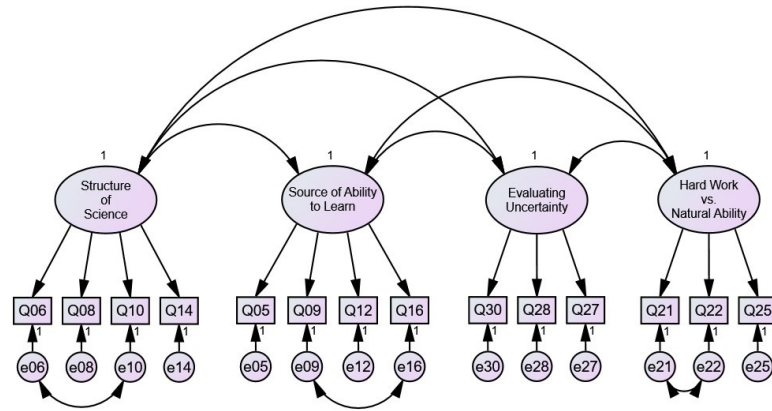 1 1 1 1
Structure
of
Science
Source of Ability
to Learn
Evaluating
Uncertainty
Hard Work
vs.
Natural Ability
Q06 Q08 Q10 Q14 Q05 Q09 Q12 Q16 Q30 Q28 Q27 Q21 Q22 Q25
1 1 1 1 1 1 1 1 1 1 1 1 1 1
e06 e08 e10 e14 e05 e09 e12 e16 e30 e28 e27 e21 e22 e25